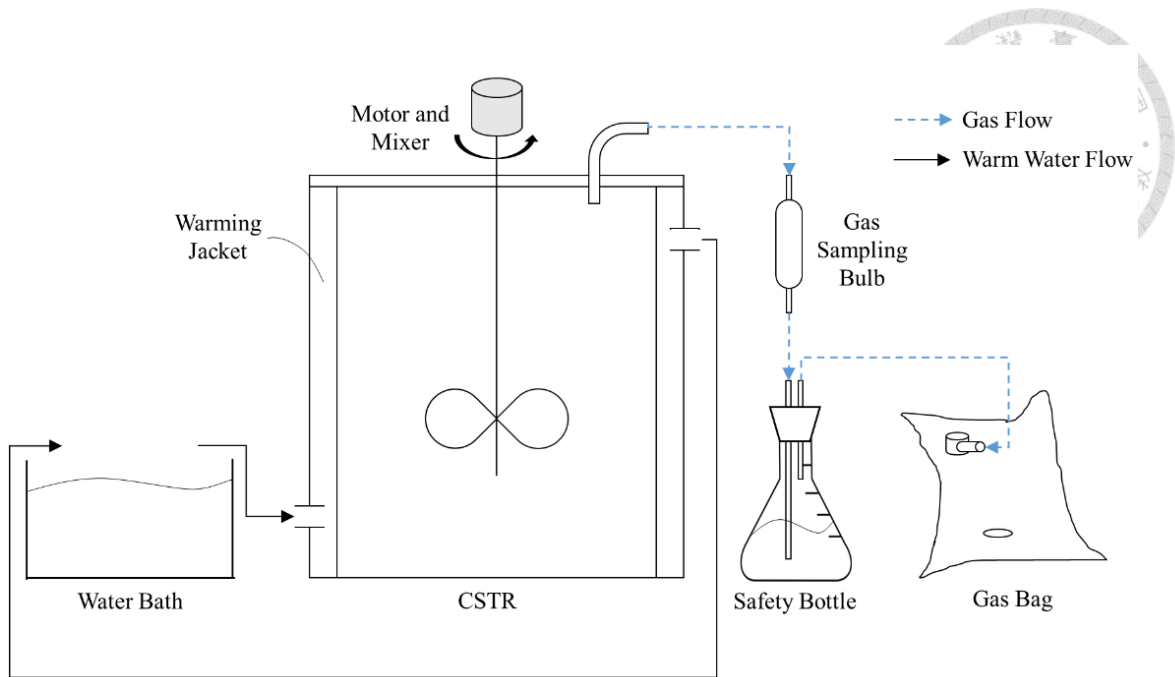 Motor and
Mixer
Gas Flow
Warm Water Flow
Warming
Jacket
Gas
Sampling
Bulb
Water Bath
CSTR
Safety Bottle
Gas Bag